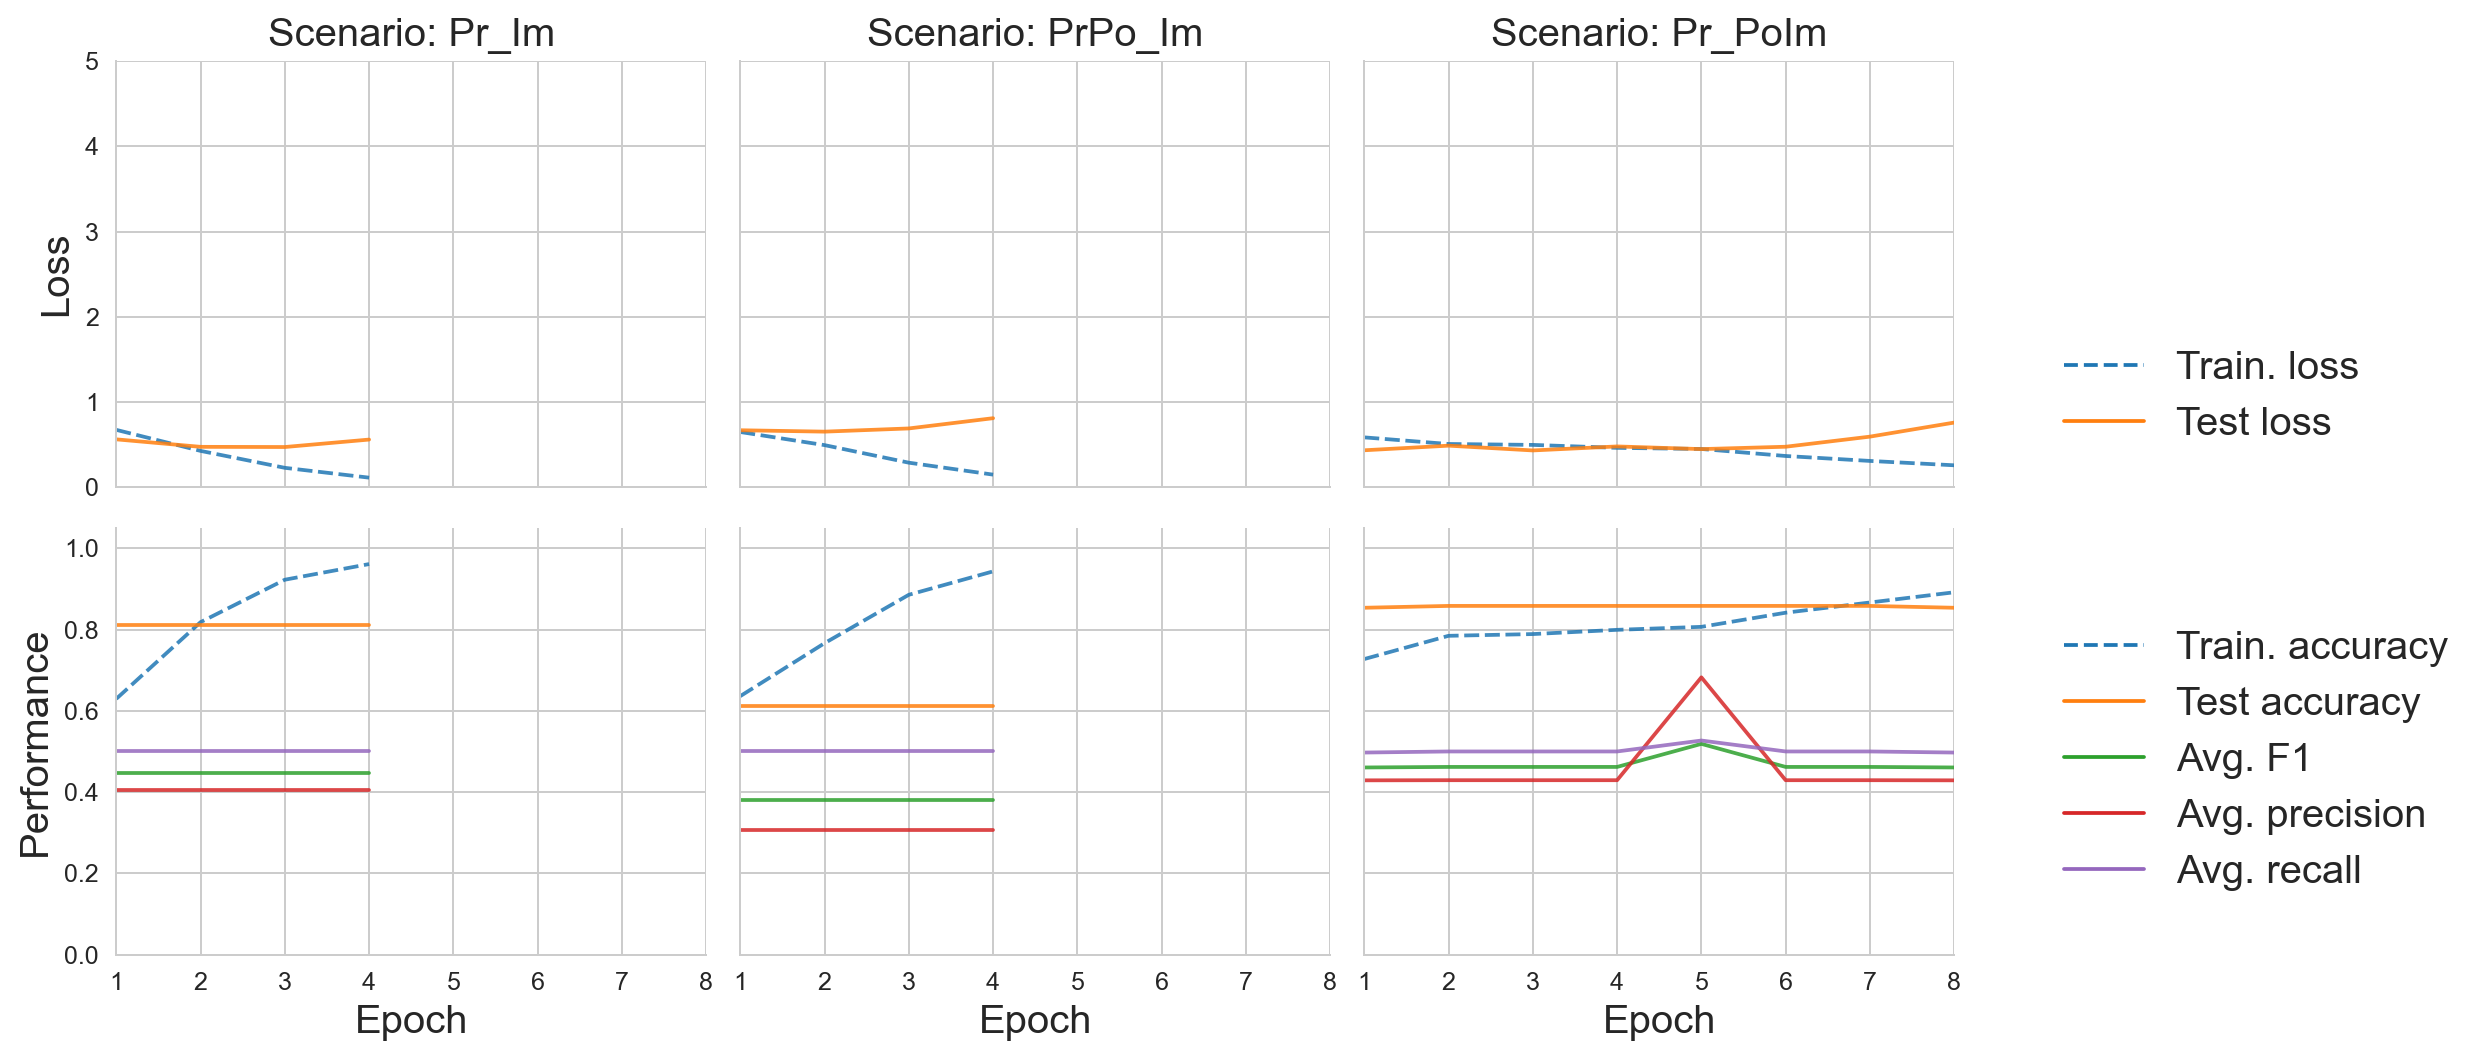 Scenario: Pr_Im
Scenario: PrPo_Im
Scenario: Pr_PoIm
Loss
5
4
3
2
1
0
Train. loss
Test loss
Performance
1.0
0.8
0.6
0.4
0.2
0.0
1 2 3 4 5 6 7 8
1 2 3 4 5 6 7 8
1 2 3 4 5 6 7 8
Epoch
Epoch
Epoch
Train. accuracy
Test accuracy
Avg. F1
Avg. precision
Avg. recall